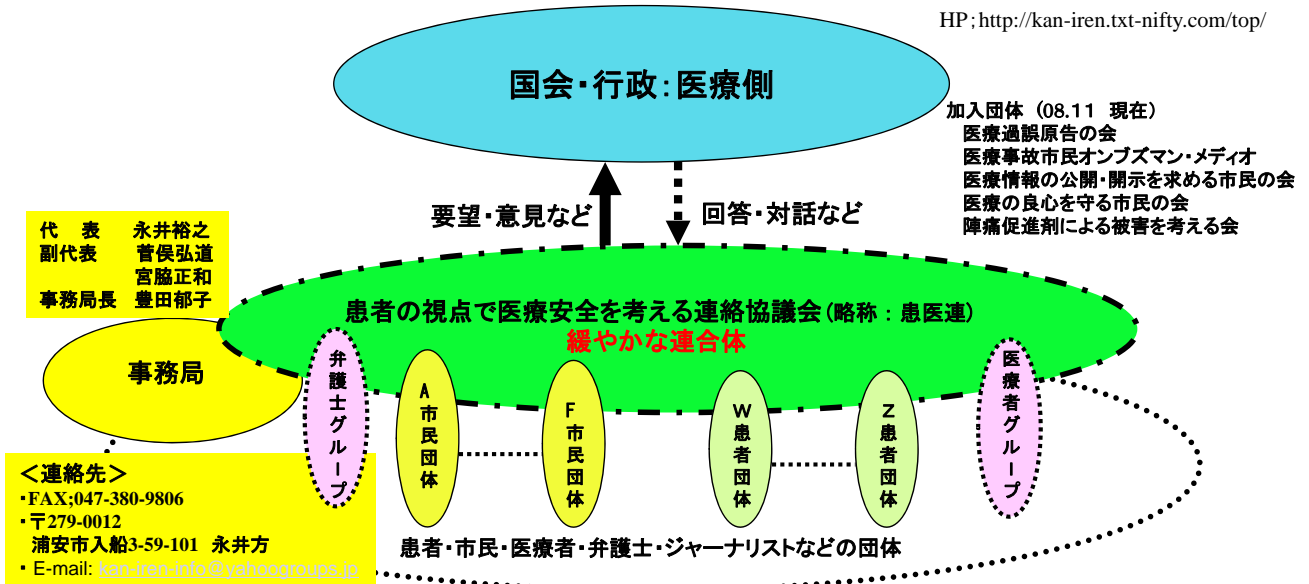 HP;http://kan-iren.txt-nifty.com/top/
国会・行政:医療側
加入団体 (08.11 現在)
医療過誤原告の会
医療事故市民オンブズマン・メディオ
医療情報の公開・開示を求める市民の会
医療の良心を守る市民の会
陣痛促進剤による被害を考える会
要望・意見など
回答・対話など
代 表 永井裕之
副代表 菅俣弘道
宮脇正和
事務局長 豊田郁子
患者の視点で医療安全を考える連絡協議会(略称:患医連)
緩やかな連合体
事務局
弁護士グループ
A市民団体
F市民団体
W患者団体
Z患者団体
医療者グループ
<連絡先>
・FAX;047-380-9806
・〒279-0012
浦安市入船3-59-101 永井方
・E-mail: kan-iren-info@yahoogroups.jp
患者・市民・医療者・弁護士・ジャーナリストなどの団体